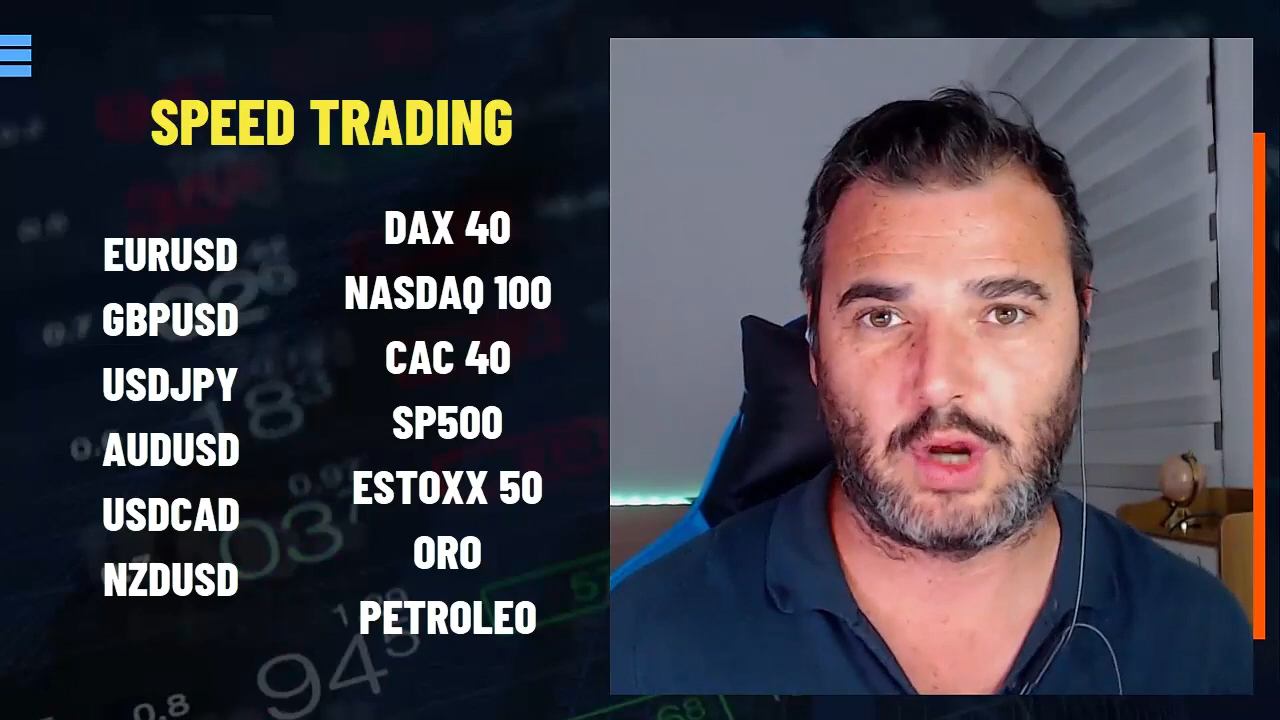 SPEED TRADING
EURUSD
GBPUSD
USDJPY
AUDUSD
USDCAD
NZDUSD
DAX 40
NASDAQ 100
CAC 40
SP500
ESTOXX 50
ORO
PETROLEO